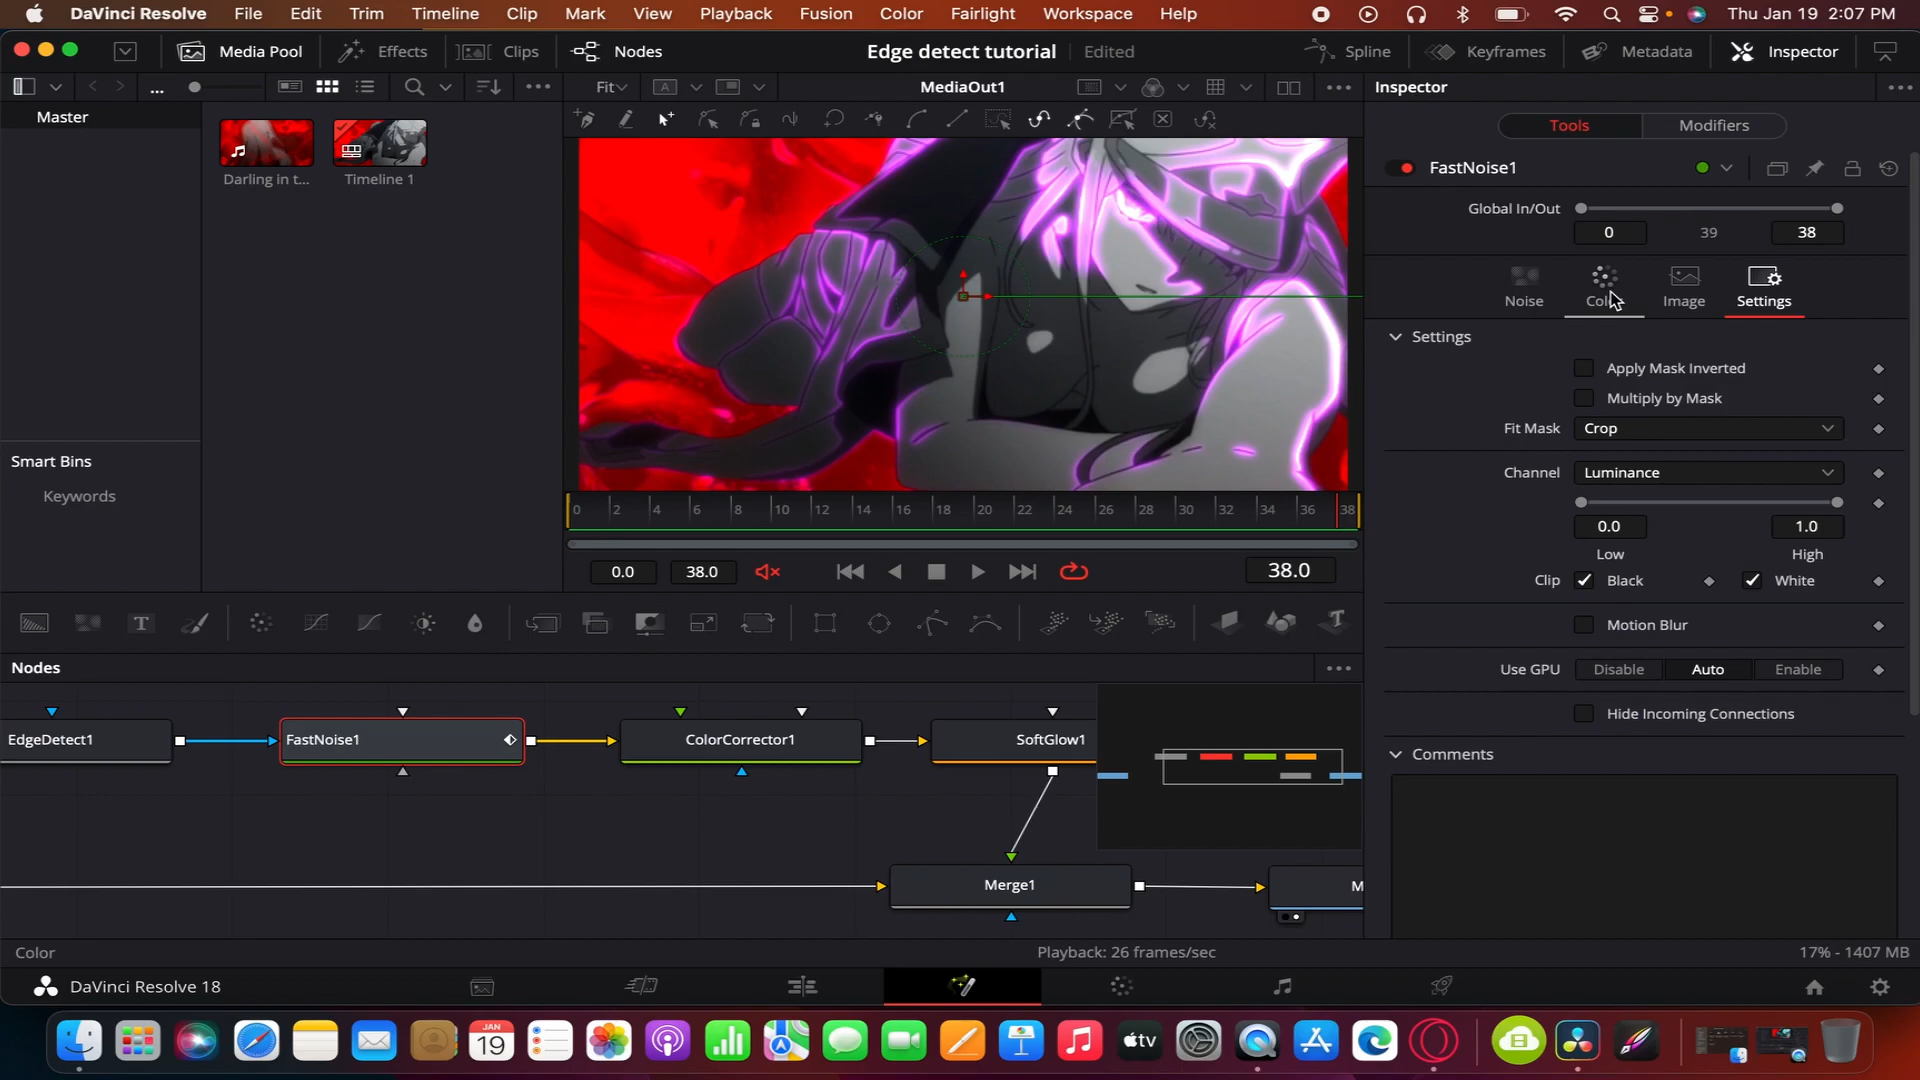 DaVinci Resolve File Edit Trim Timeline Clip Mark View Playback Fusion Color Fairlight Workspace Help Thu Jan 19 2:07 PM
Media Pool Effects Clips Nodes Edge detect tutorial Edited Spline Keyframes Metadata Inspector
... Fit A MediaOut1 Inspector
Master
Tools Modifiers
Darling in t... Timeline 1
FastNoise1
Global In/Out
0 39 38
Noise Color Image Settings
Settings
Apply Mask Inverted
Multiply by Mask
Fit Mask Crop
Channel Luminance
0.0 1.0
Low High
Clip Black White
Motion Blur
Use GPU Disable Auto Enable
Hide Incoming Connections
Comments
Smart Bins
Keywords
0 2 4 6 8 10 12 14 16 18 20 22 24 26 28 30 32 34 36 38
0.0 38.0 38.0
T T
Nodes
EdgeDetect1 FastNoise1 ColorCorrector1 SoftGlow1
Merge1 M
Color Playback: 26 frames/sec 17% - 1407 MB
DaVinci Resolve 18
JAN
19
tv